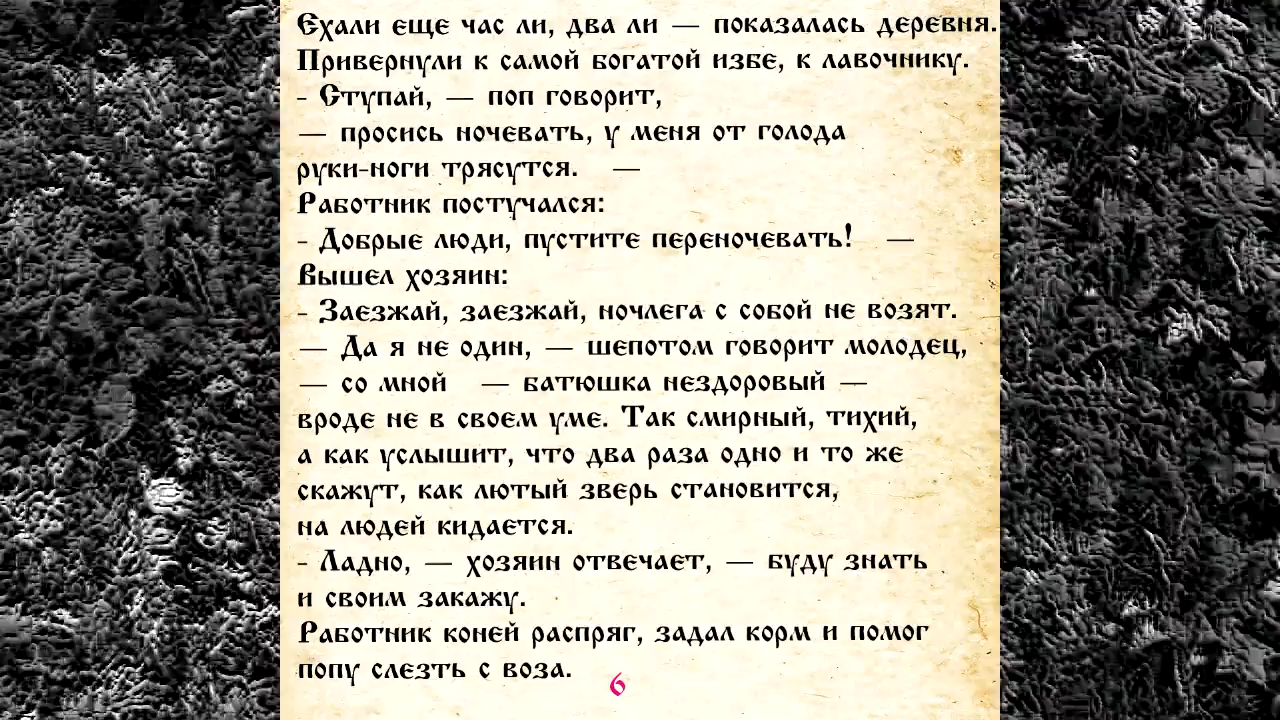 Ехали еще час ли, два ли — показалась деревня.
Привернули к самой богатой избе, к лавочнику.
- Ступай, — поп говорит,
— просись ночевать, у меня от голода
руки-ноги трясутся. —
Работник постучался:
- Добрые люди, пустите переночевать! —
Вышел хозяин:
- Заезжай, заезжай, ночлега с собой не возят.
— Да я не один, — шепотом говорит молодец,
— со мной — батюшка нездоровый —
вроде не в своем уме. Так смирный, тихий,
а как услышит, что два раза одно и то же
скажут, как лютый зверь становится,
на людей кидается.
- Ладно, — хозяин отвечает, — буду знать
и своим закажу.
Работник коней распряг, задал корм и помог
попу слезть с воза.
6